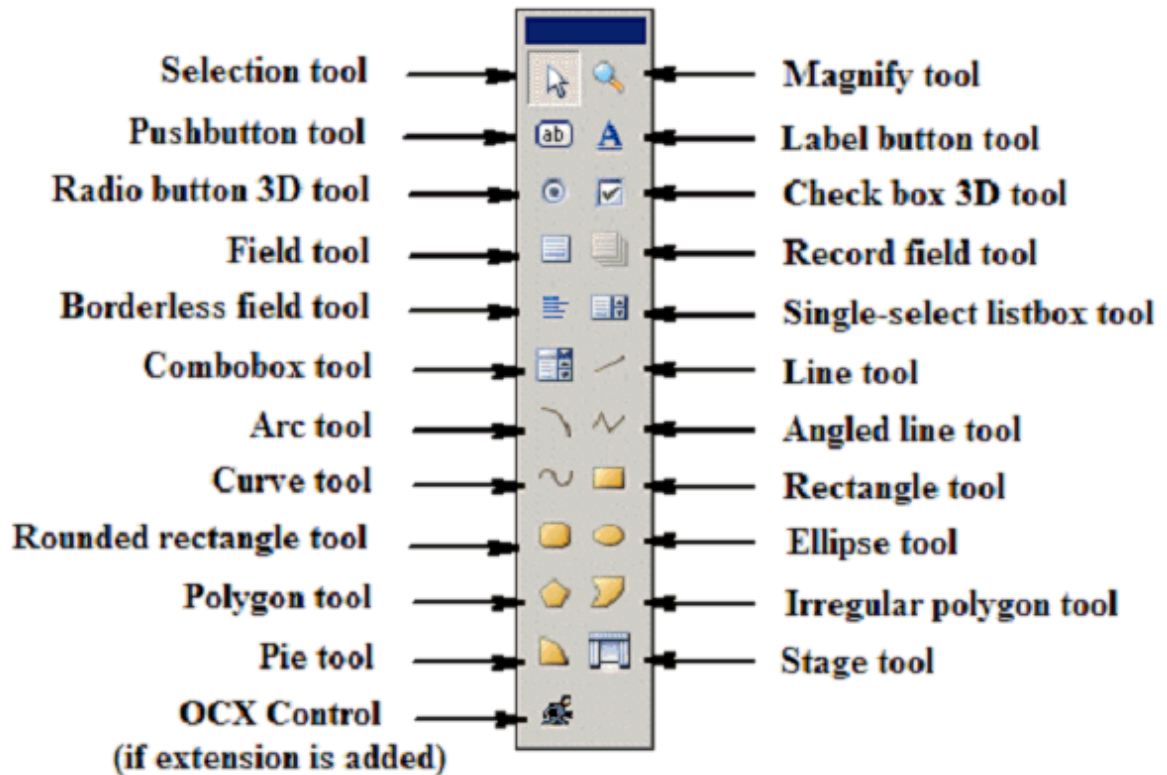 Selection tool
Magnify tool
Pushbutton tool
ab
A
Label button tool
Radio button 3D tool
Check box 3D tool
Field tool
Record field tool
Borderless field tool
Single-select listbox tool
Combobox tool
Line tool
Arc tool
Angled line tool
Curve tool
Rectangle tool
Rounded rectangle tool
Ellipse tool
Polygon tool
Irregular polygon tool
Pie tool
Stage tool
OCX Control
(if extension is added)